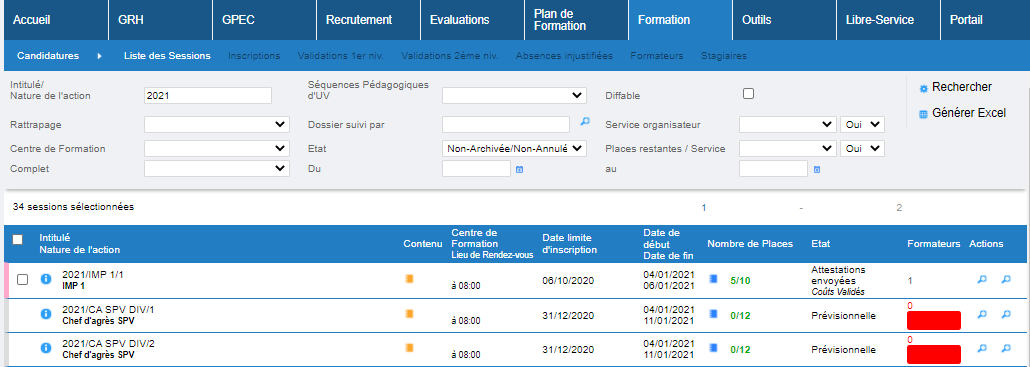 Accueil
GRH
GPEC
Recrutement
Evaluations
Plan de
Formation
Formation
Outils
Libre-Service
Portail
Candidatures
Liste des Sessions
Inscriptions
Validations 1er niv.
Validations 2ème niv.
Absences injustifiées
Formateurs
Stagiaires
Intitulé/
Nature de l'action
2021
Séquences Pédagogiques
d'UV
Diffable
Rechercher
Générer Excel
Rattrapage
Dossier suivi par
Service organisateur
Oui
Centre de Formation
Etat
Non-Archivée/Non-Annulé
Places restantes / Service
Oui
Complet
Du
au
34 sessions sélectionnées
1
-
2
Intitulé
Nature de l'action
Contenu
Centre de
Formation
Lieu de Rendez-vous
Date limite
d'inscription
Date de
début
Date de fin
Nombre de Places
Etat
Formateurs
Actions
2021/IMP 1/1
IMP 1
à 08:00
06/10/2020
04/01/2021
06/01/2021
5/10
Attestations
envoyées
Coûts Validés
1
2021/CA SPV DIV/1
Chef d'agrès SPV
à 08:00
31/12/2020
04/01/2021
11/01/2021
0/12
Prévisionnelle
0
2021/CA SPV DIV/2
Chef d'agrès SPV
à 08:00
31/12/2020
04/01/2021
11/01/2021
0/12
Prévisionnelle
0